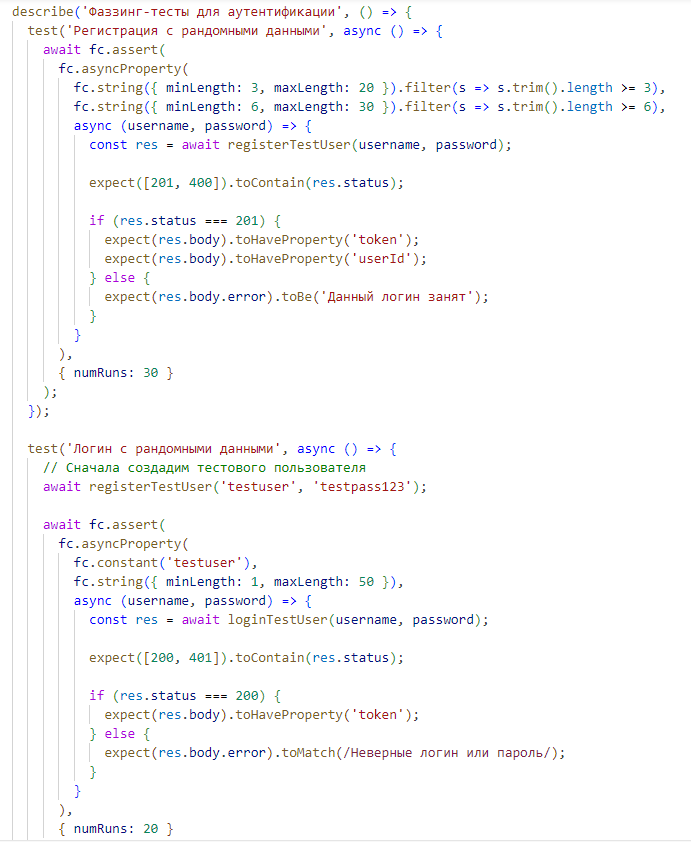 describe('Фаззинг-тесты для аутентификации', () => {
  test('Регистрация с рандомными данными', async () => {
    await fc.assert(
      fc.asyncProperty(
        fc.string({ minLength: 3, maxLength: 20 }).filter(s => s.trim().length >= 3),
        fc.string({ minLength: 6, maxLength: 30 }).filter(s => s.trim().length >= 6),
        async (username, password) => {
          const res = await registerTestUser(username, password);

          expect([201, 400]).toContain(res.status);

          if (res.status === 201) {
            expect(res.body).toHaveProperty('token');
            expect(res.body).toHaveProperty('userId');
          } else {
            expect(res.body.error).toBe('Данный логин занят');
          }
        }
      ),
      { numRuns: 30 }
    );
  });

  test('Логин с рандомными данными', async () => {
    // Сначала создадим тестового пользователя
    await registerTestUser('testuser', 'testpass123');

    await fc.assert(
      fc.asyncProperty(
        fc.constant('testuser'),
        fc.string({ minLength: 1, maxLength: 50 }),
        async (username, password) => {
          const res = await loginTestUser(username, password);

          expect([200, 401]).toContain(res.status);

          if (res.status === 200) {
            expect(res.body).toHaveProperty('token');
          } else {
            expect(res.body.error).toMatch(/Неверные логин или пароль/);
          }
        }
      ),
      { numRuns: 20 }